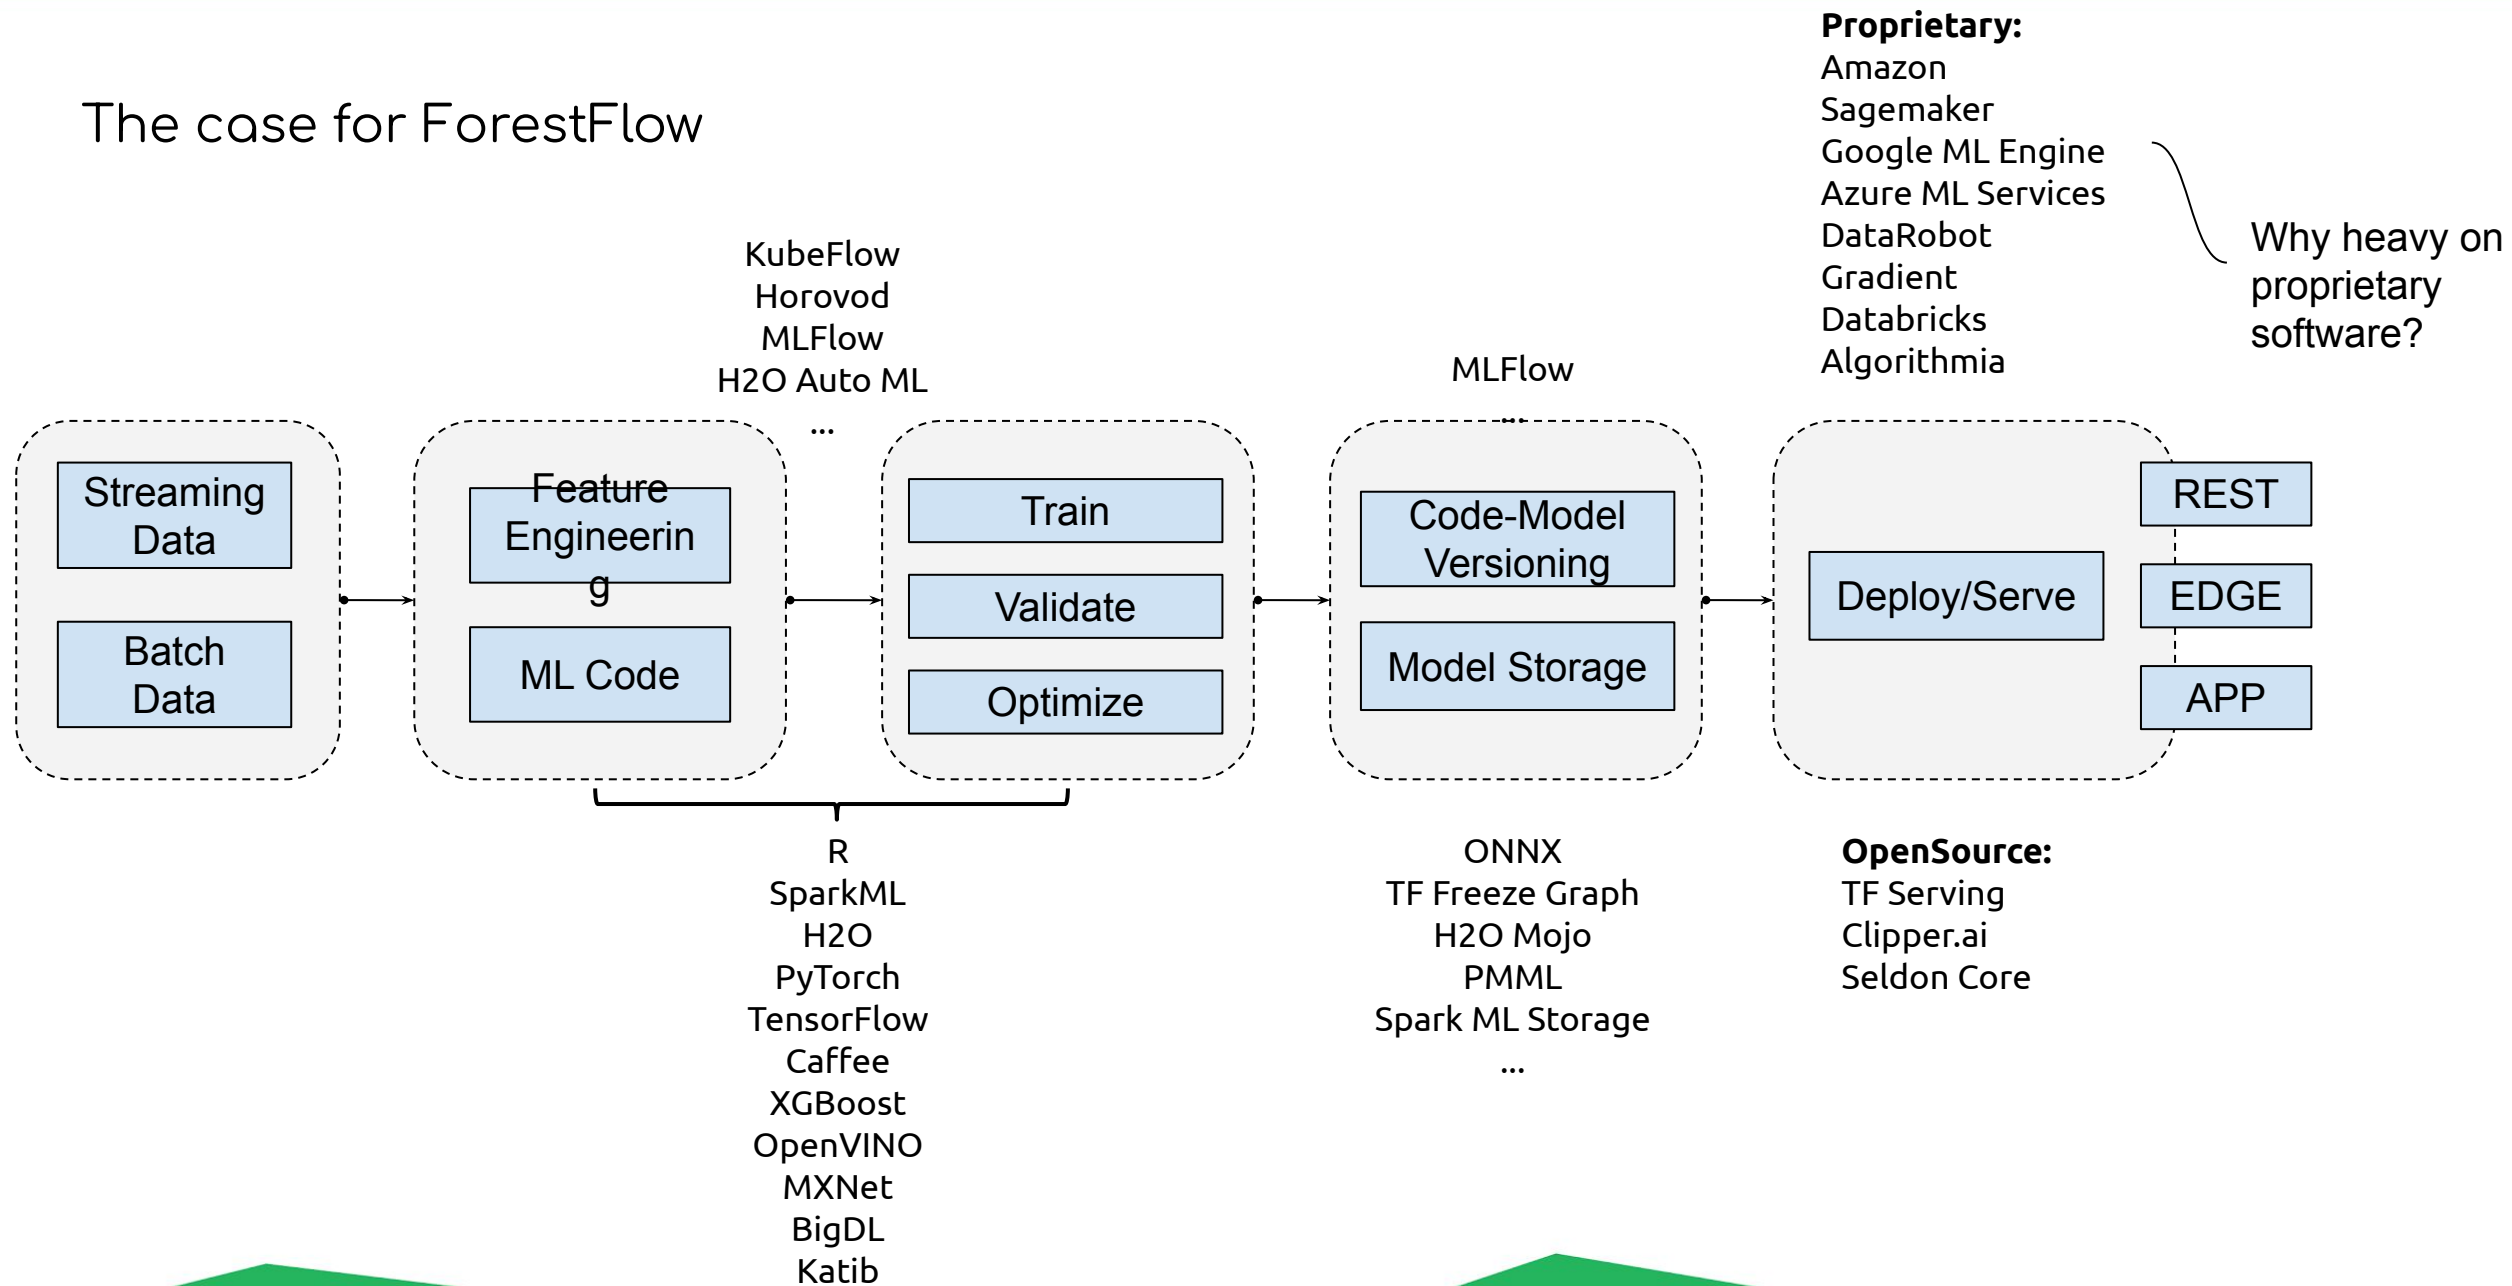 The case for ForestFlow
Proprietary:
Amazon
Sagemaker
Google ML Engine
Azure ML Services
DataRobot
Gradient
Databricks
Algorithmia
Why heavy on
proprietary
software?
KubeFlow
Horovod
MLFlow
H2O Auto ML
...
MLFlow
...
Streaming
Data
Batch
Data
Feature
Engineerin
g
ML Code
Train
Validate
Optimize
Code-Model
Versioning
Model Storage
Deploy/Serve
REST
EDGE
APP
R
SparkML
H2O
PyTorch
TensorFlow
Caffee
XGBoost
OpenVINO
MXNet
BigDL
Katib
ONNX
TF Freeze Graph
H2O Mojo
PMML
Spark ML Storage
...
OpenSource:
TF Serving
Clipper.ai
Seldon Core